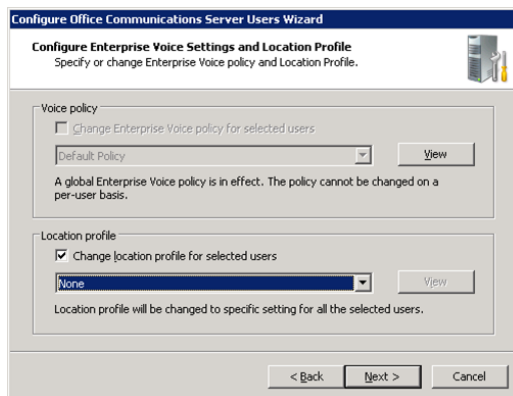 Configure Office Communications Server Users Wizard
Configure Enterprise Voice Settings and Location Profile
Specify or change Enterprise Voice policy and Location Profile.
Voice policy
Change Enterprise Voice policy for selected users
Default Policy
View
A global Enterprise Voice policy is in effect. The policy cannot be changed on a
per-user basis.
Location profile
Change location profile for selected users
None
View
Location profile will be changed to specific setting for all the selected users.
< Back
Next >
Cancel